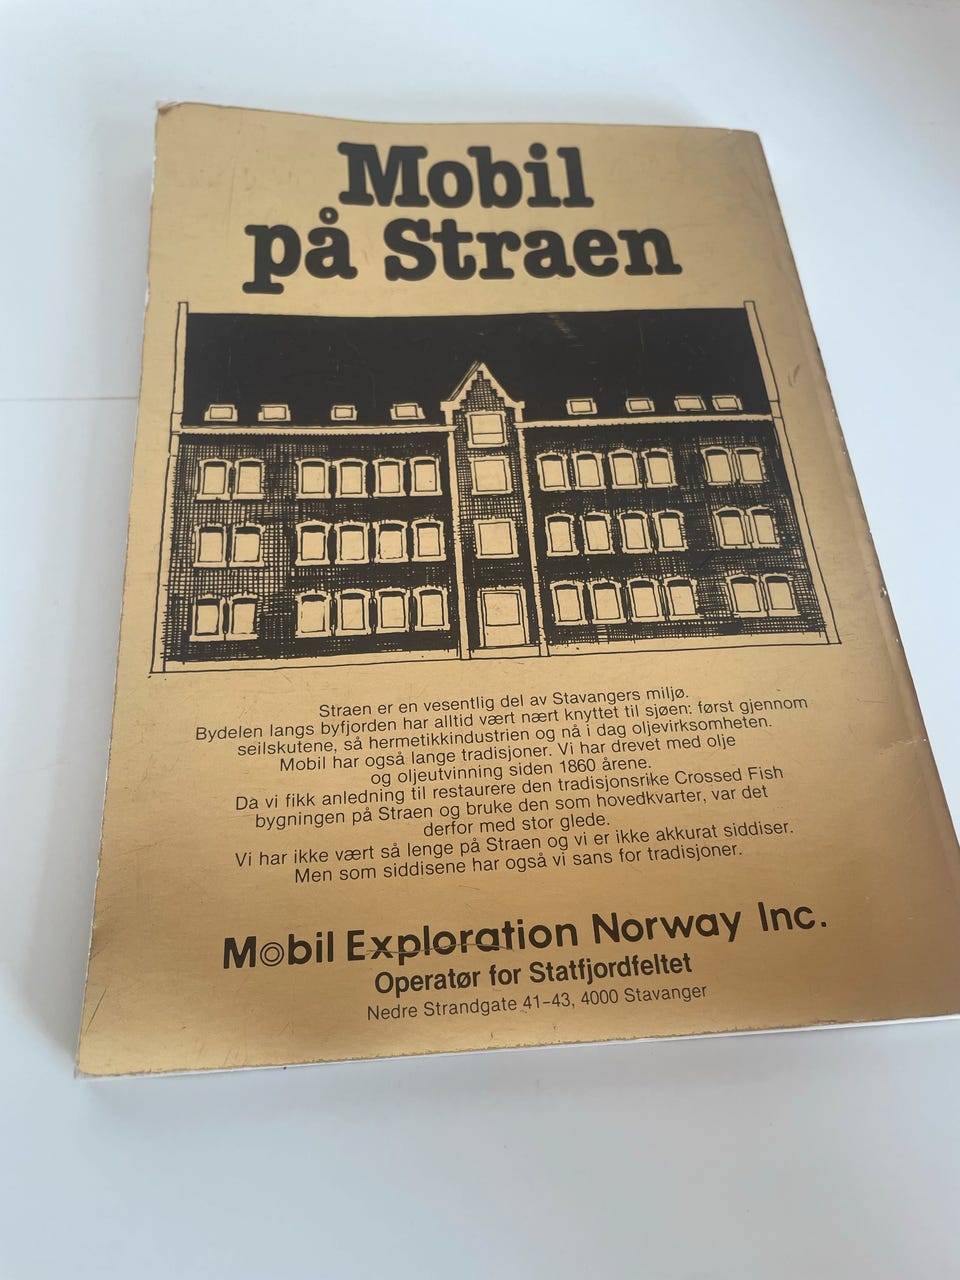 Mobil
på Straen
Straen er en vesentlig del av Stavangers miljø.
Bydelen langs byfjorden har alltid vært nært knyttet til sjøen: først gjennom
seilskutene, så hermetikkindustrien og nå i dag oljevirksomheten.
Mobil har også lange tradisjoner. Vi har drevet med olje
og oljeutvinning siden 1860 årene.
Da vi fikk anledning til restaurere den tradisjonsrike Crossed Fish
bygningen på Straen og bruke den som hovedkvarter, var det
derfor med stor glede.
Vi har ikke vært så lenge på Straen og vi er ikke akkurat siddiser.
Men som siddisene har også vi sans for tradisjoner.
Mobil Exploration Norway Inc.
Operatør for Statfjordfeltet
Nedre Strandgate 41–43, 4000 Stavanger